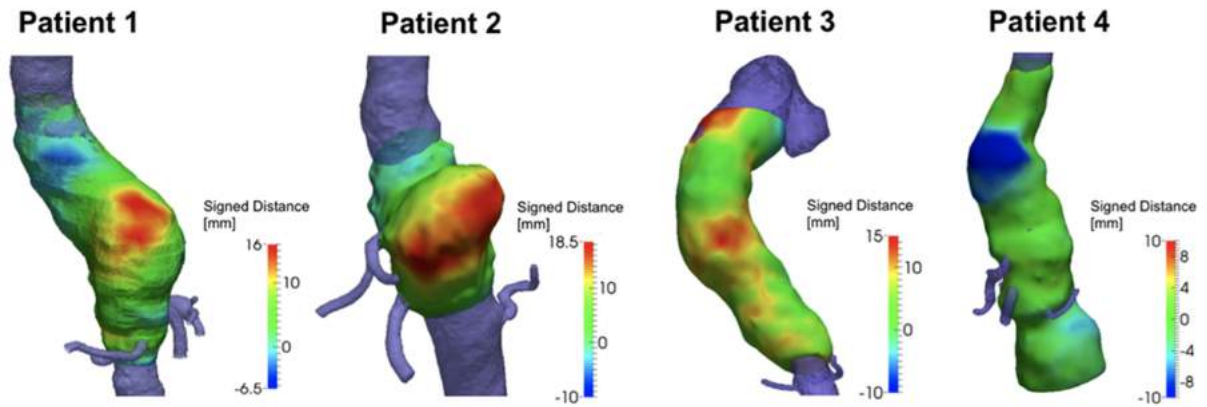 Patient 1
Signed Distance
[mm]
16
10
0
-6.5
Patient 2
Signed Distance
[mm]
18.5
10
0
-10
Patient 3
Signed Distance
[mm]
15
10
0
-10
Patient 4
Signed Distance
[mm]
10
8
4
0
-4
-8
-10